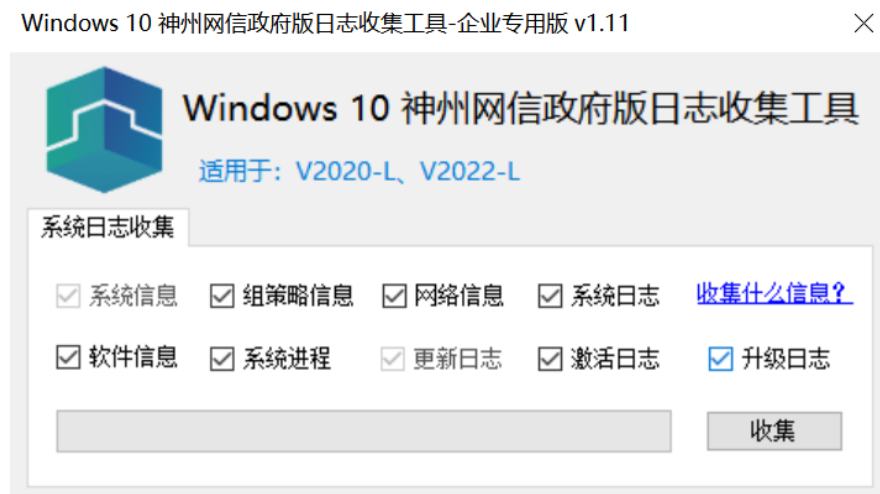 Windows 10 神州网信政府版日志收集工具-企业专用版 v1.11
Windows 10 神州网信政府版日志收集工具
适用于：V2020-L、V2022-L
系统日志收集
系统信息 组策略信息 网络信息 系统日志 收集什么信息？
软件信息 系统进程 更新日志 激活日志 升级日志
收集